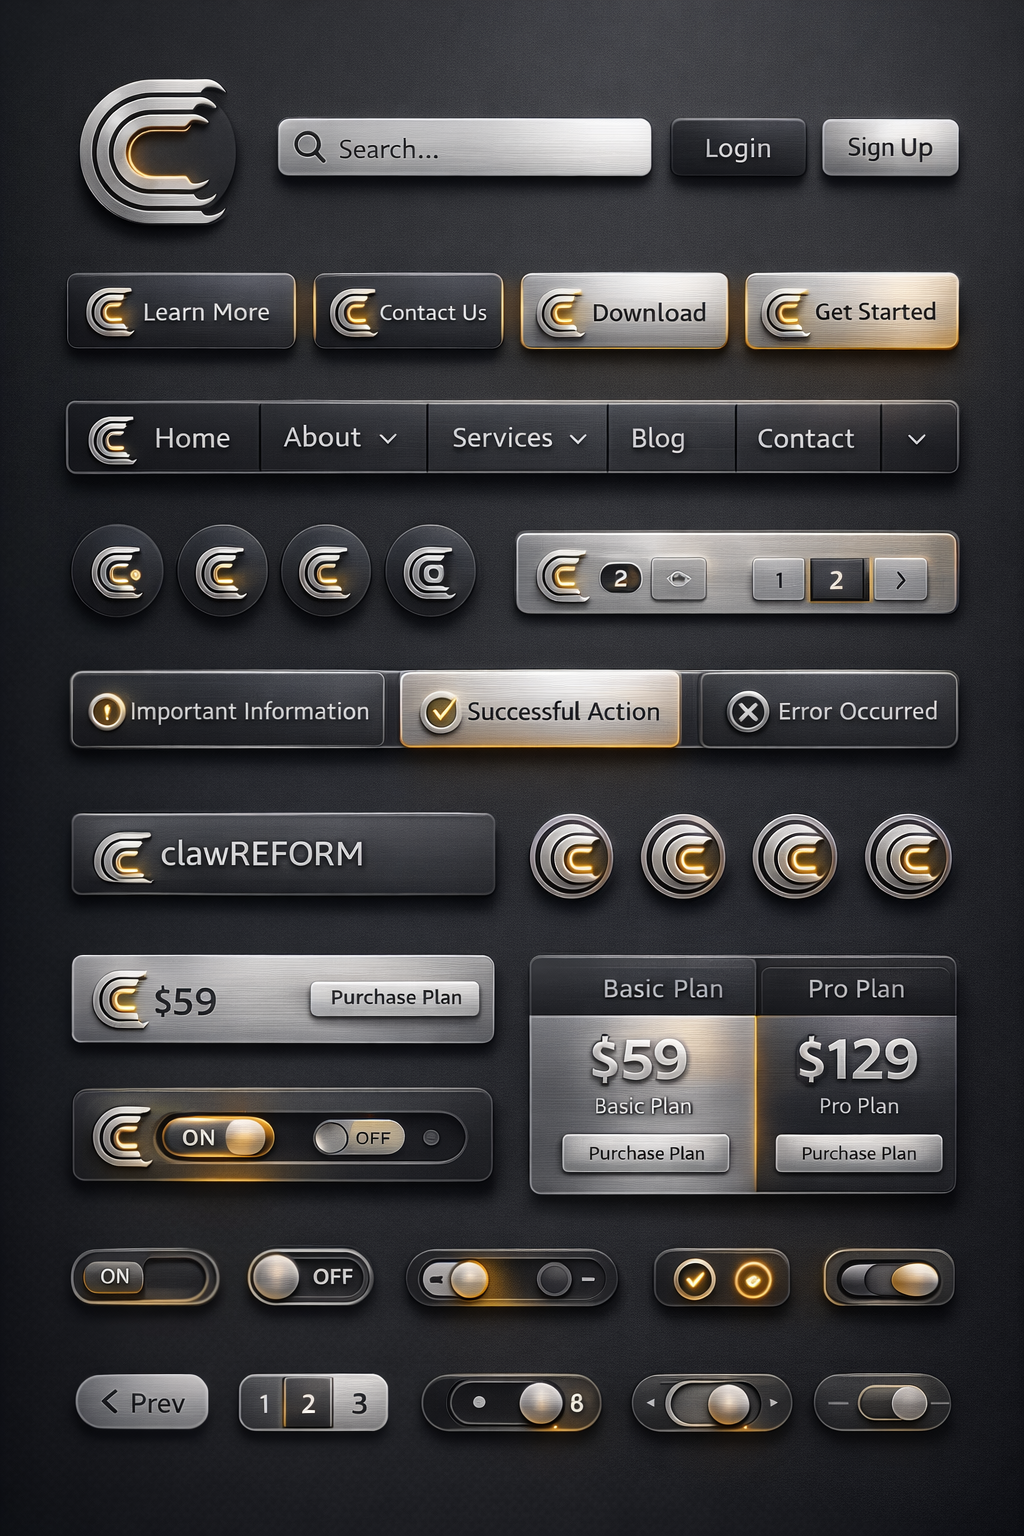 Search...
Login
Sign Up
Learn More
Contact Us
Download
Get Started
Home
About
Services
Blog
Contact
2
1
2
Important Information
Successful Action
Error Occurred
clawREFORM
$59
Purchase Plan
Basic Plan
Pro Plan
$59
$129
Basic Plan
Pro Plan
Purchase Plan
Purchase Plan
ON
OFF
ON
OFF
Prev
1
2
3
8